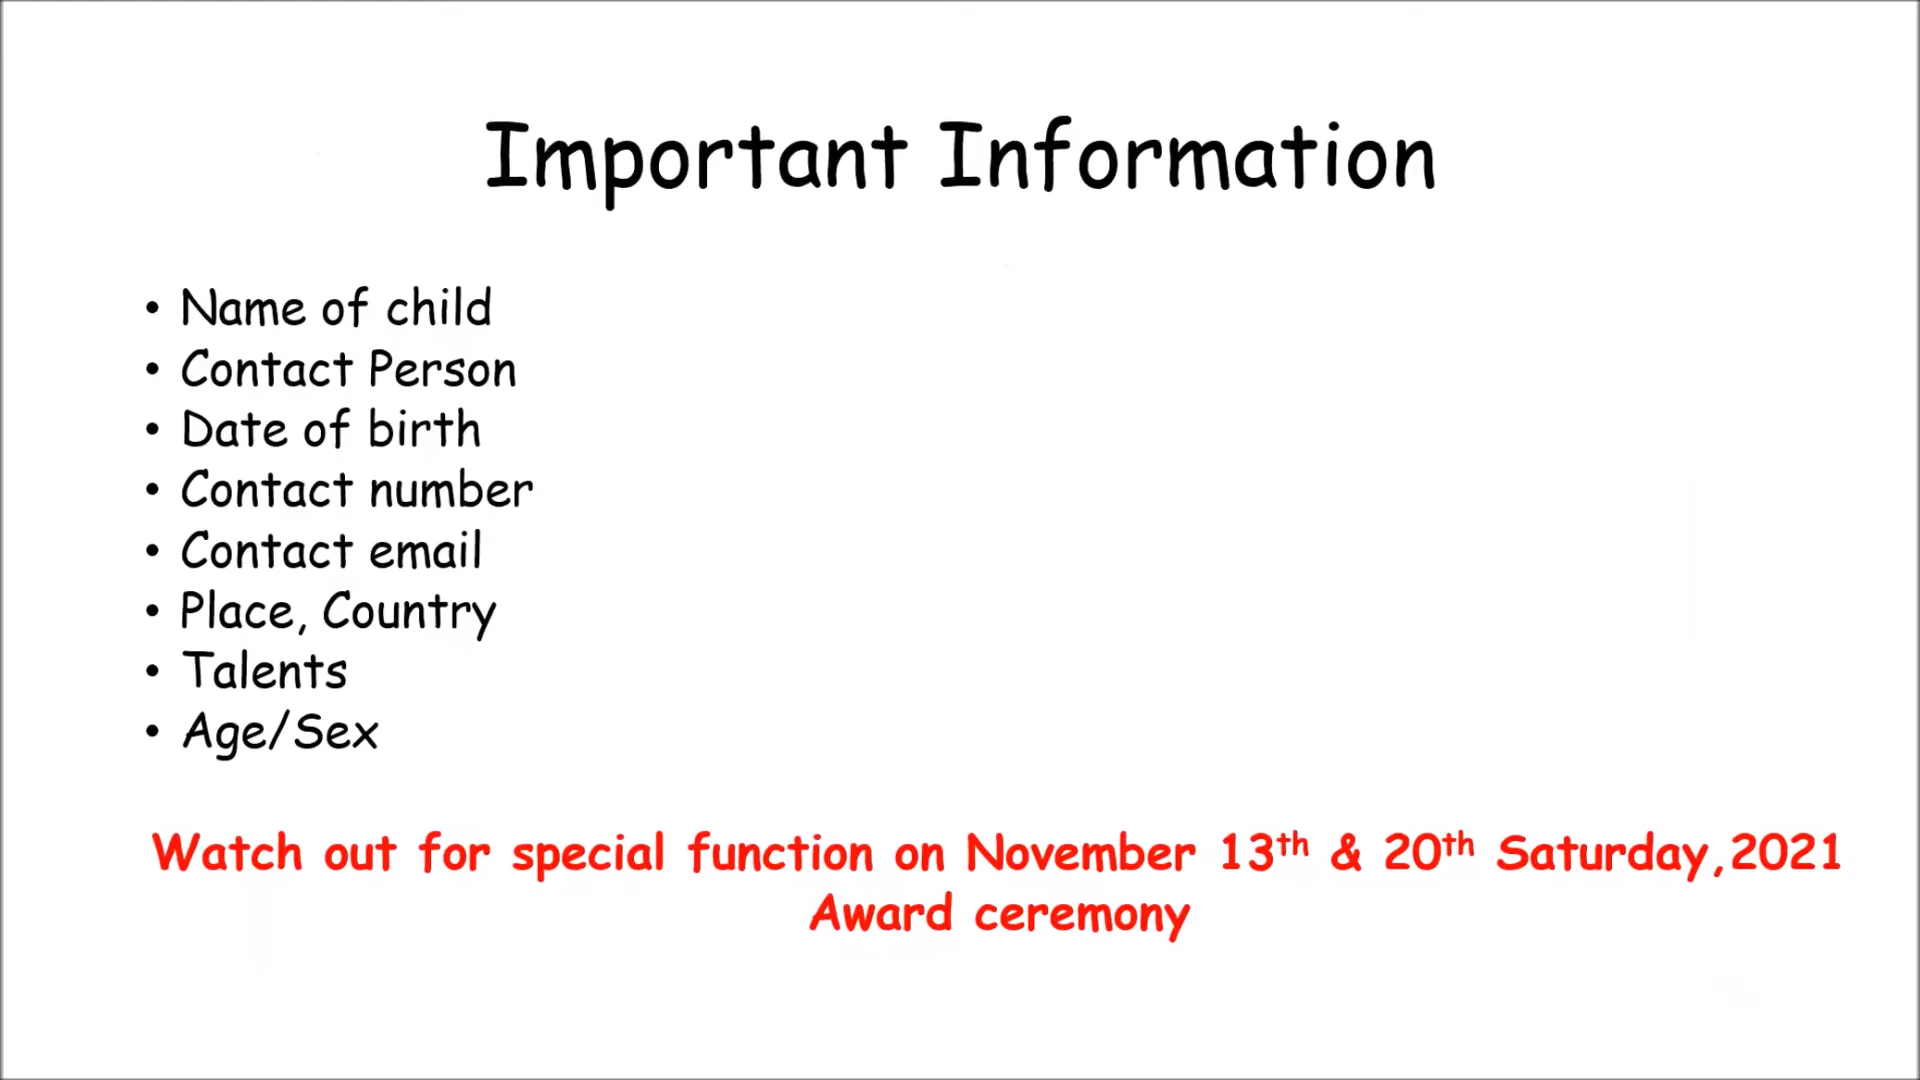 Important Information
• Name of child
• Contact Person
• Date of birth
• Contact number
• Contact email
• Place, Country
• Talents
• Age/Sex
Watch out for special function on November 13th & 20th Saturday,2021
Award ceremony